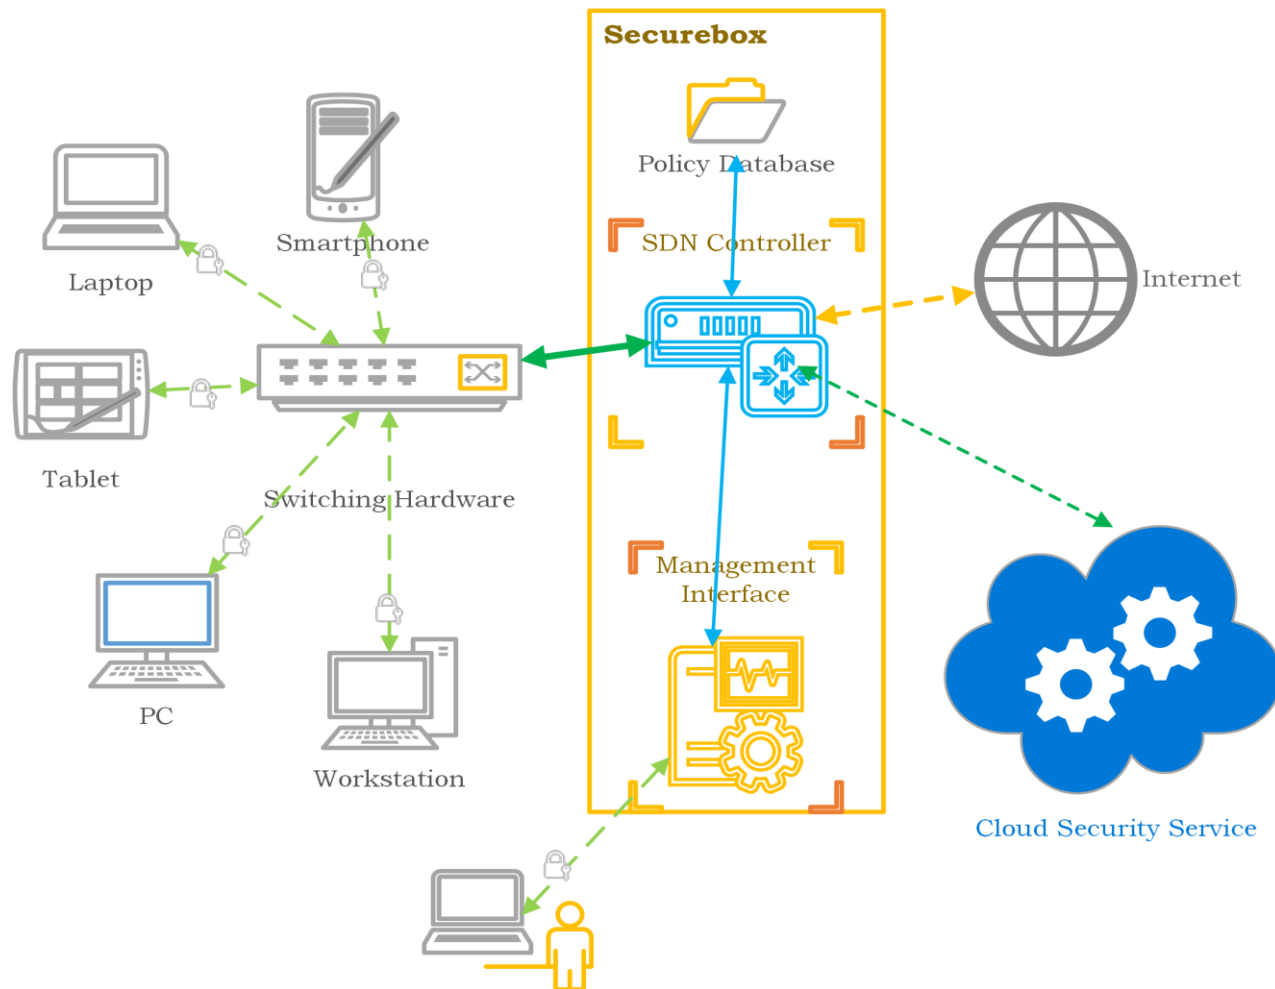 Securebox
Policy Database
Smartphone
SDN Controller
Laptop
Internet
Tablet
Switching Hardware
Management
Interface
PC
Workstation
Cloud Security Service